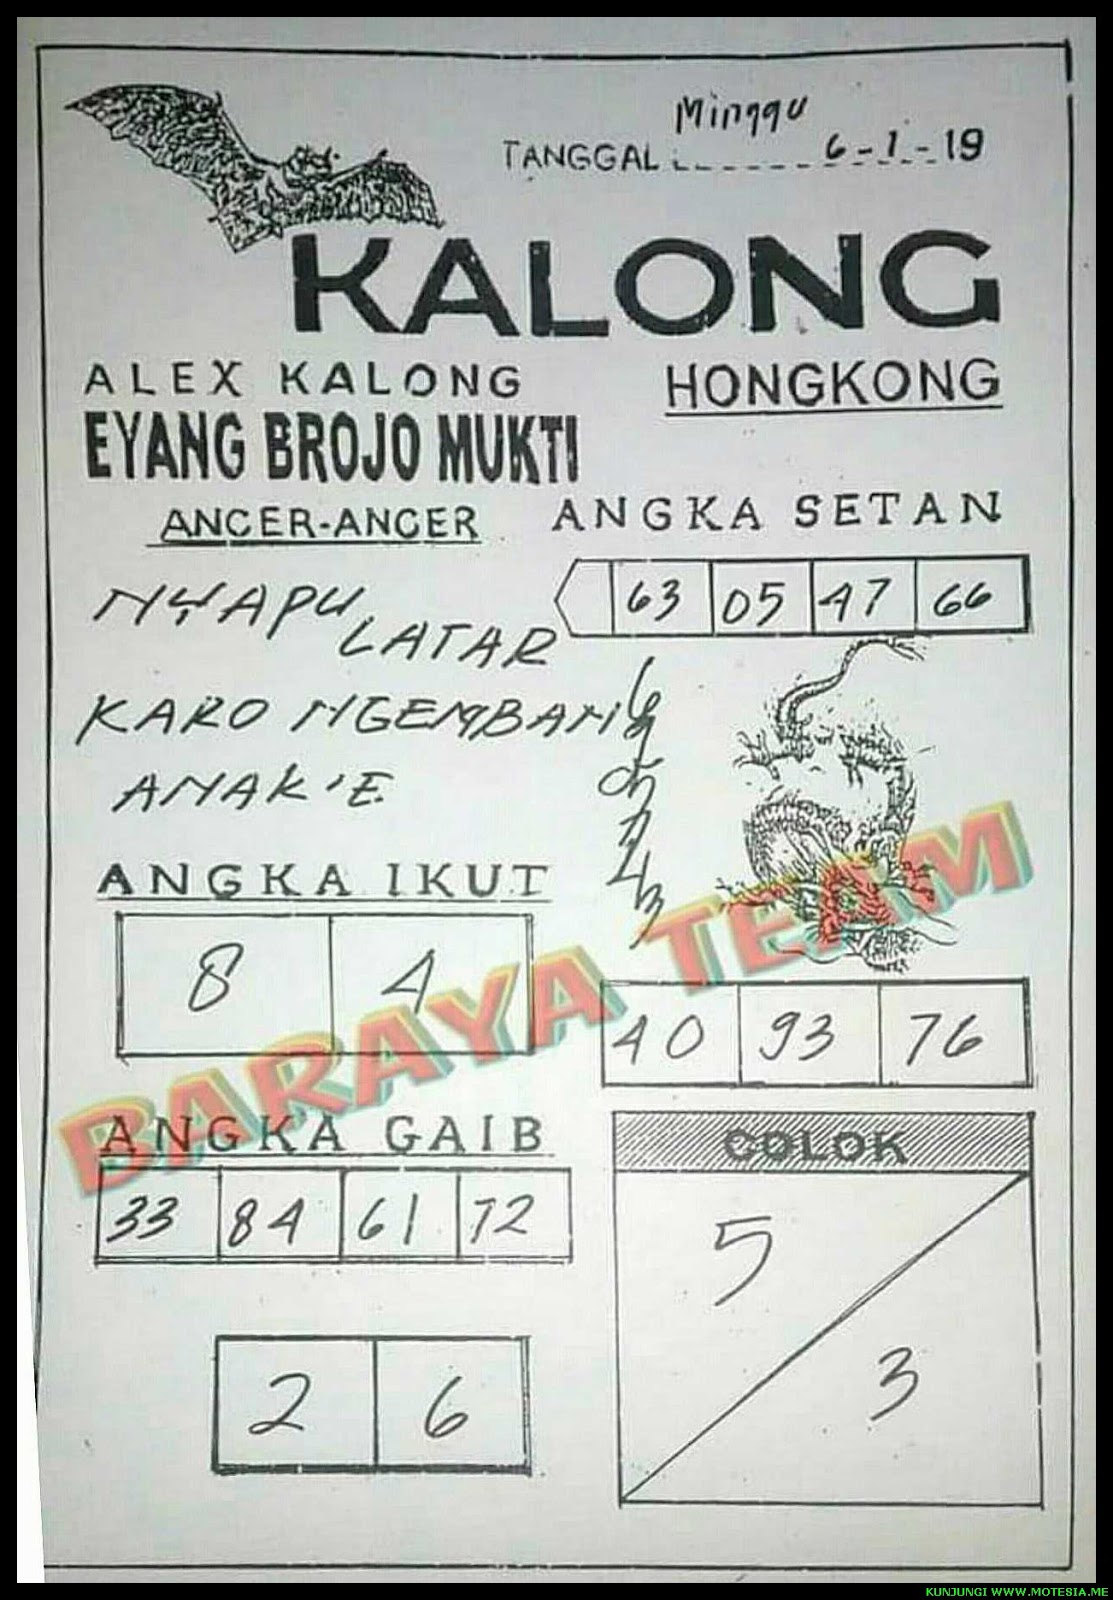 Minggu
TANGGAL : 6-1-19
KALONG
ALEX KALONG
HONGKONG
EYANG BROJO MUKTI
ANCER-ANCER
ANGKA SETAN
63 05 47 66
NYAPU LATAR
KARO NGEMBANG
ANAK'E
ANGKA IKUT
8 4
BARAYA TEAM
40 93 76
ANGKA GAIB
33 84 61 72
COLOK
5
3
2 6
KUNJUNGI WWW.MOTESIA.ME